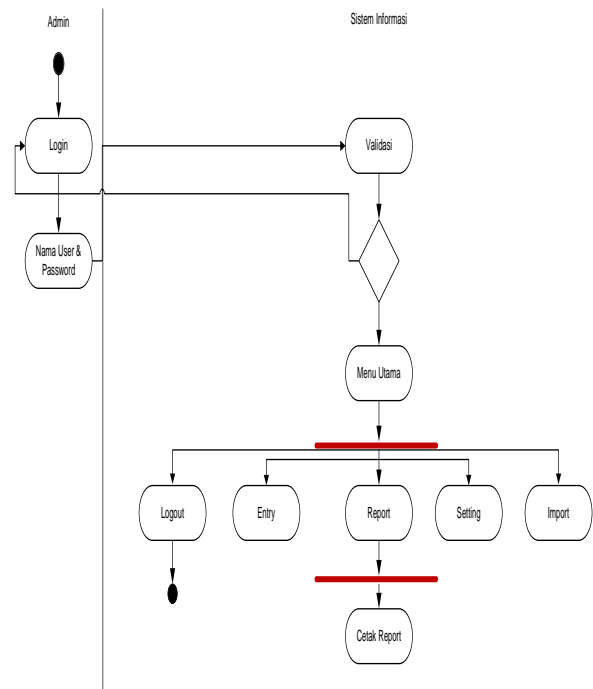 Admin
Sistem Informasi
Login
Validasi
Nama User &
Password
Menu Utama
Logout
Entry
Report
Setting
Import
Cetak Report